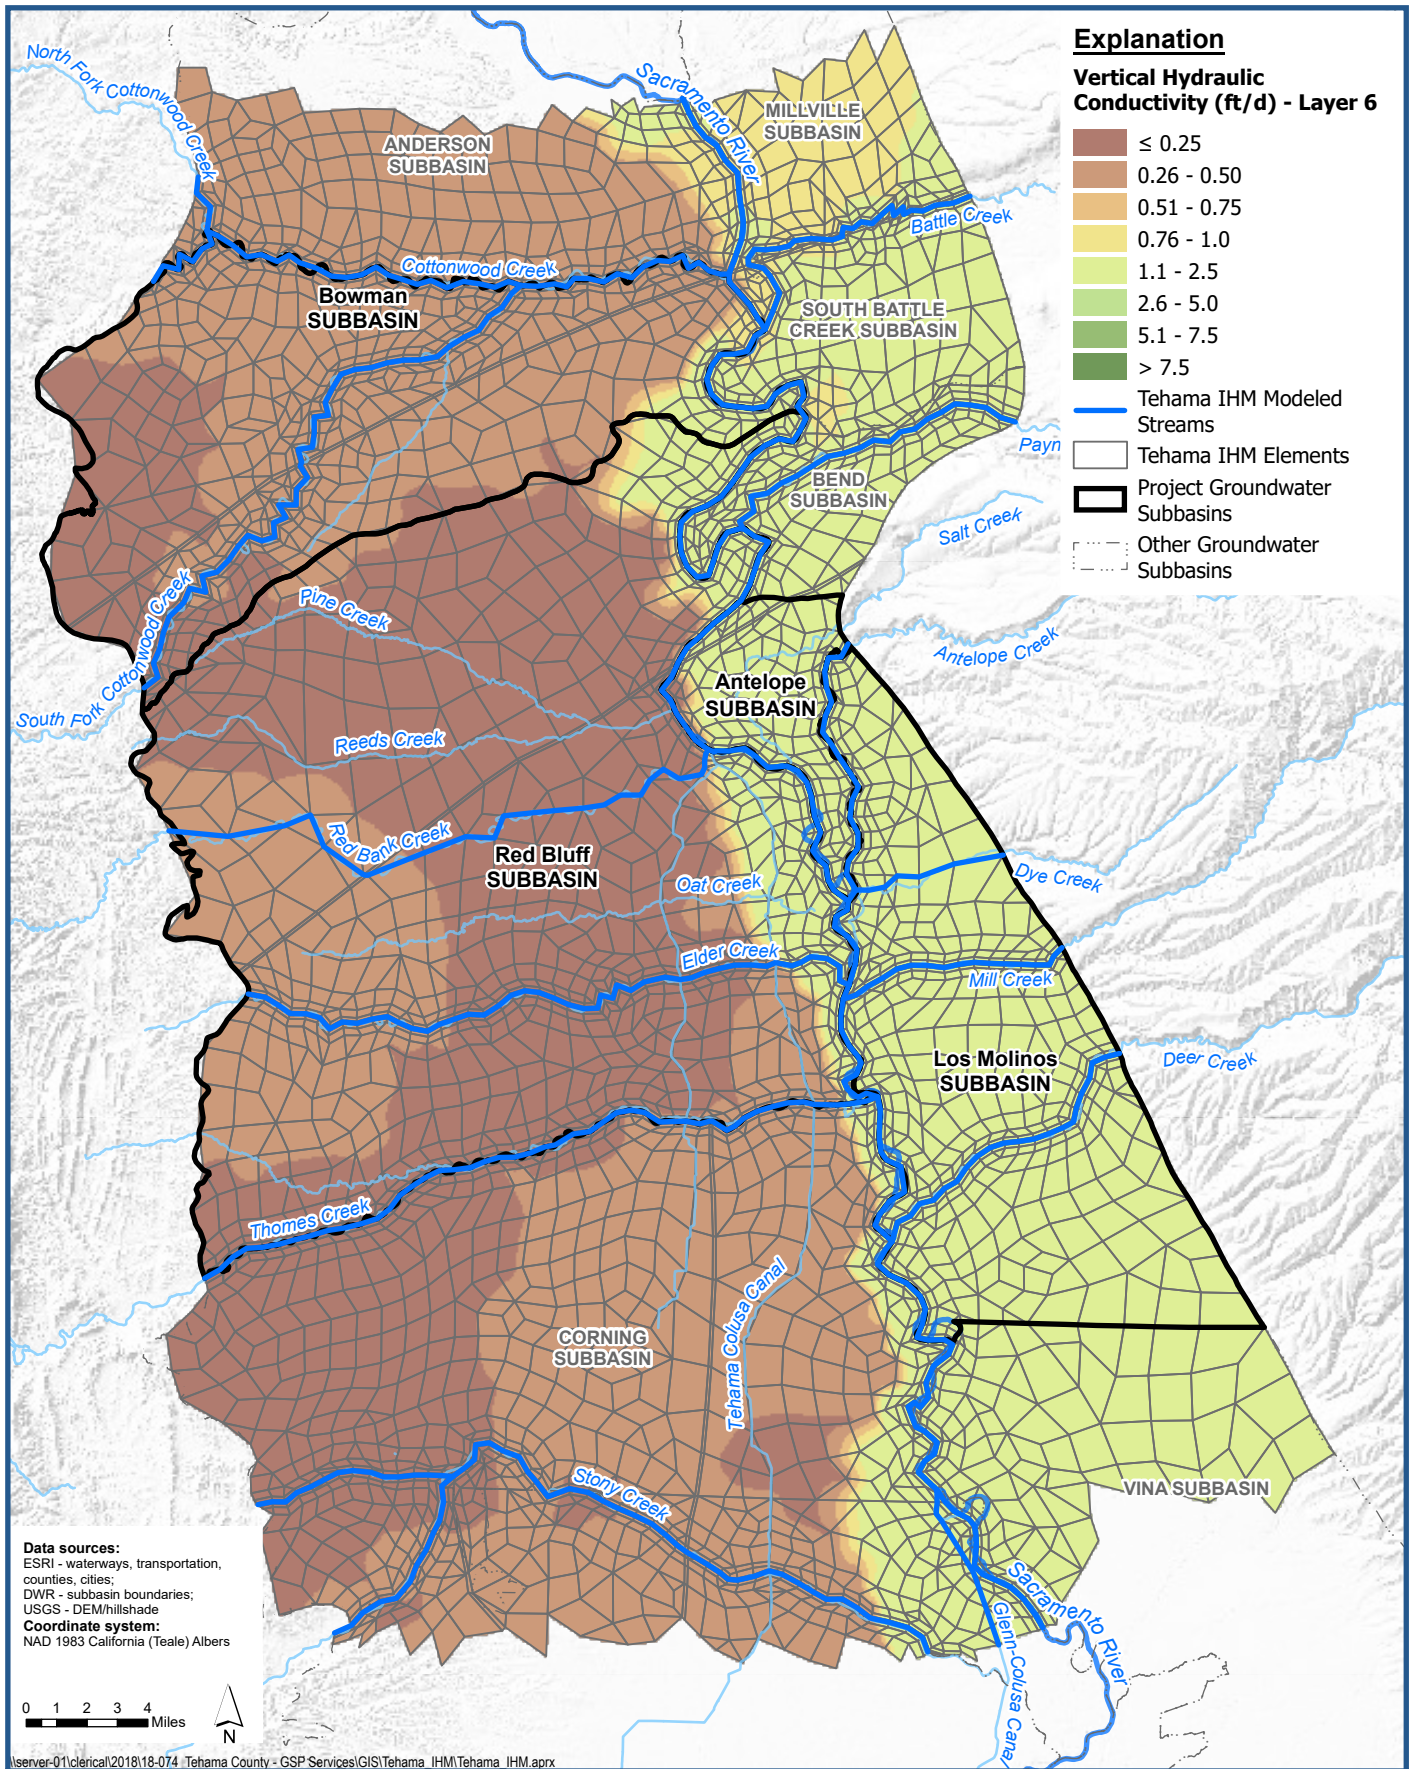 Explanation
Vertical Hydraulic
Conductivity (ft/d) - Layer 6
≤ 0.25
0.26 - 0.50
0.51 - 0.75
0.76 - 1.0
1.1 - 2.5
2.6 - 5.0
5.1 - 7.5
> 7.5
Tehama IHM Modeled
Streams
Tehama IHM Elements
Project Groundwater
Subbasins
Other Groundwater
Subbasins
North Fork Cottonwood Creek
Sacramento River
MILLVILLE
SUBBASIN
ANDERSON
SUBBASIN
Battle Creek
Cottonwood Creek
Bowman
SUBBASIN
SOUTH BATTLE
CREEK SUBBASIN
Payn
BEND
SUBBASIN
Salt Creek
Pine Creek
South Fork Cottonwood Creek
Antelope Creek
Antelope
SUBBASIN
Reeds Creek
Red Bank Creek
Red Bluff
SUBBASIN
Oat Creek
Dye Creek
Elder Creek
Mill Creek
Los Molinos
SUBBASIN
Deer Creek
Thomes Creek
CORNING
SUBBASIN
Tehama Colusa Canal
Stony Creek
VINA SUBBASIN
Sacramento River
Glenn-Colusa Canal
Data sources:
ESRI - waterways, transportation,
counties, cities;
DWR - subbasin boundaries;
USGS - DEM/hillshade
Coordinate system:
NAD 1983 California (Teale) Albers
0 1 2 3 4
Miles
N
\\server-01\clerical\2018\18-074_Tehama County - GSP Services\GIS\Tehama_IHM\Tehama_IHM.aprx